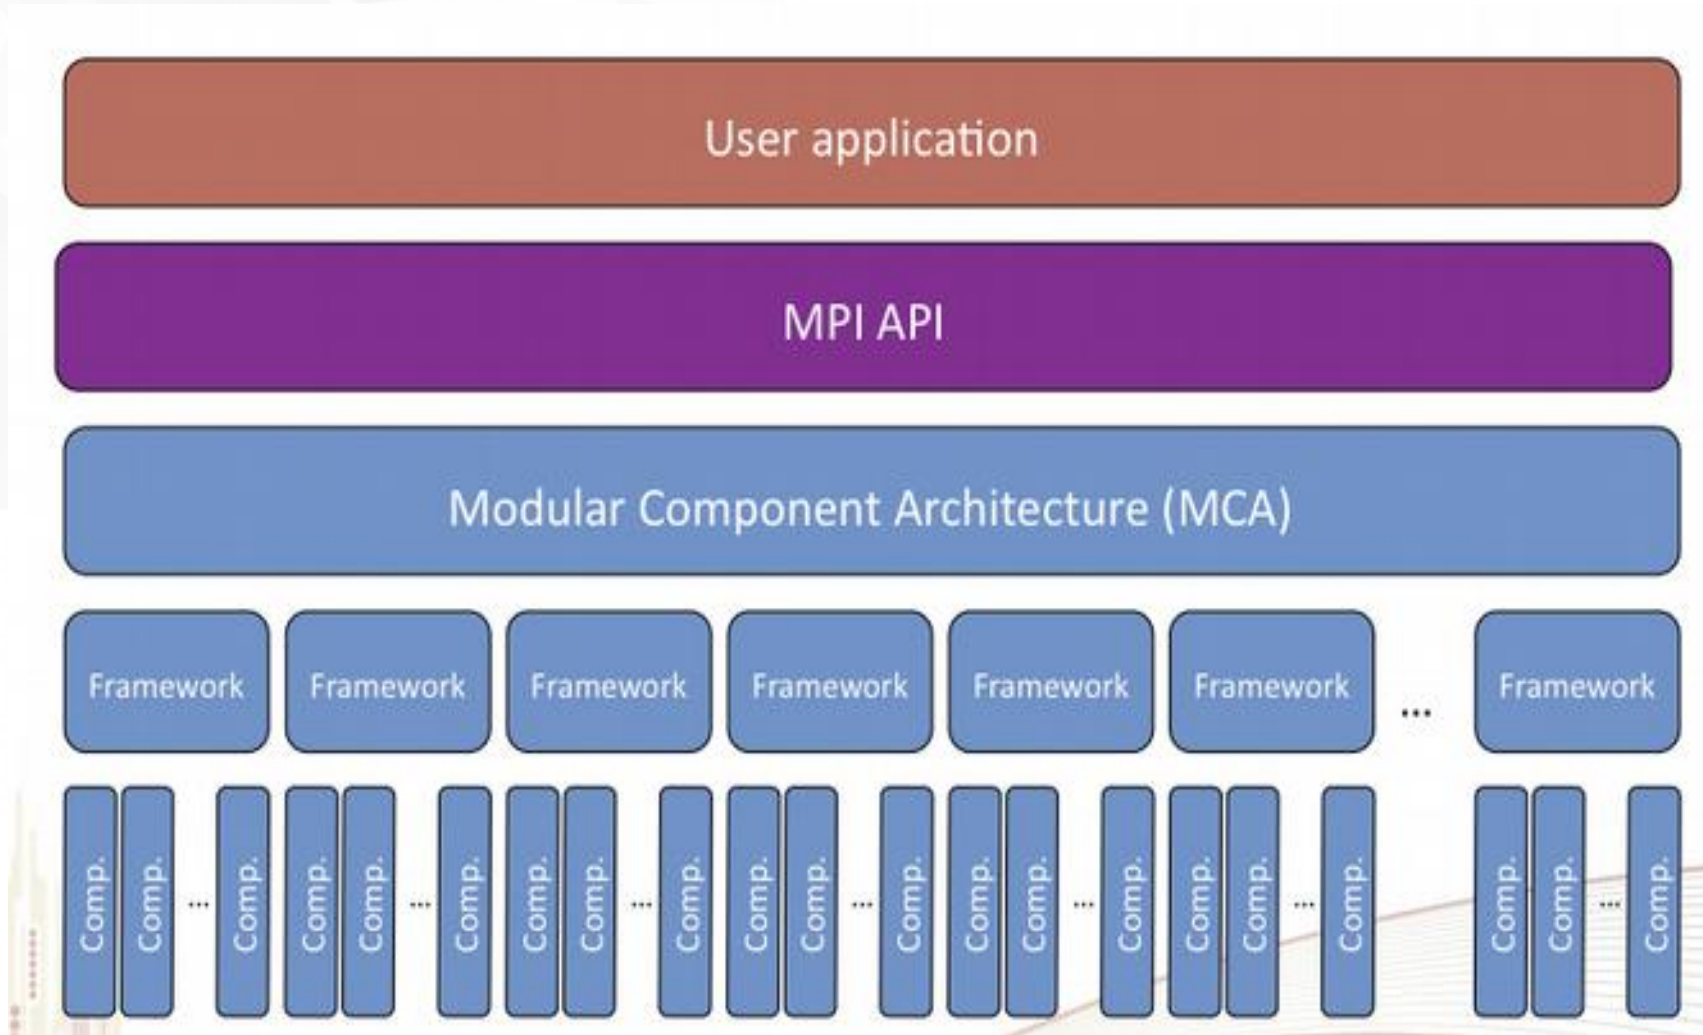 User application
MPI API
Modular Component Architecture (MCA)
Framework Framework Framework Framework Framework Framework ... Framework
Comp. Comp. ... Comp. Comp. Comp. ... Comp. Comp. Comp. ... Comp. Comp. Comp. ... Comp. Comp. Comp. ... Comp. Comp. Comp. ... Comp. Comp. Comp. ... Comp.